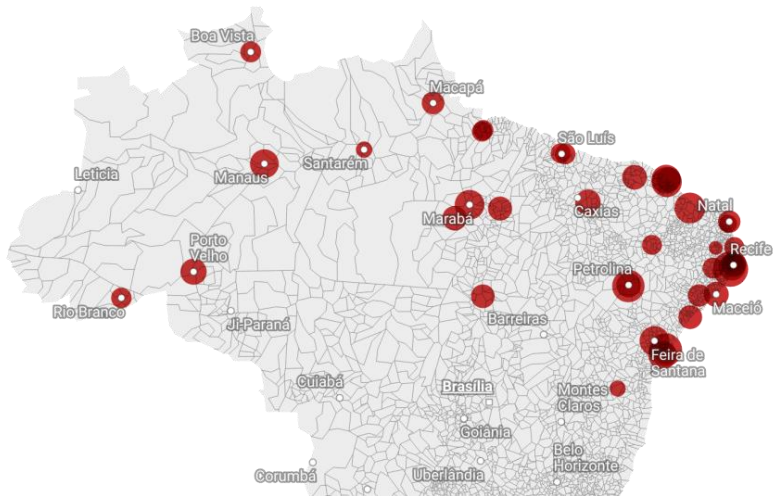 Boa Vista
Macapá
São Luís
Santarém
Manaus
Leticia
Marabá
Caxias
Natal
Porto
Velho
Recife
Petrolina
Rio Branco
Maceió
Ji-Paraná
Barreiras
Feira de
Santana
Cuiabá
Brasília
Montes
Claros
Goiânia
Belo
Horizonte
Corumbá
Uberlândia